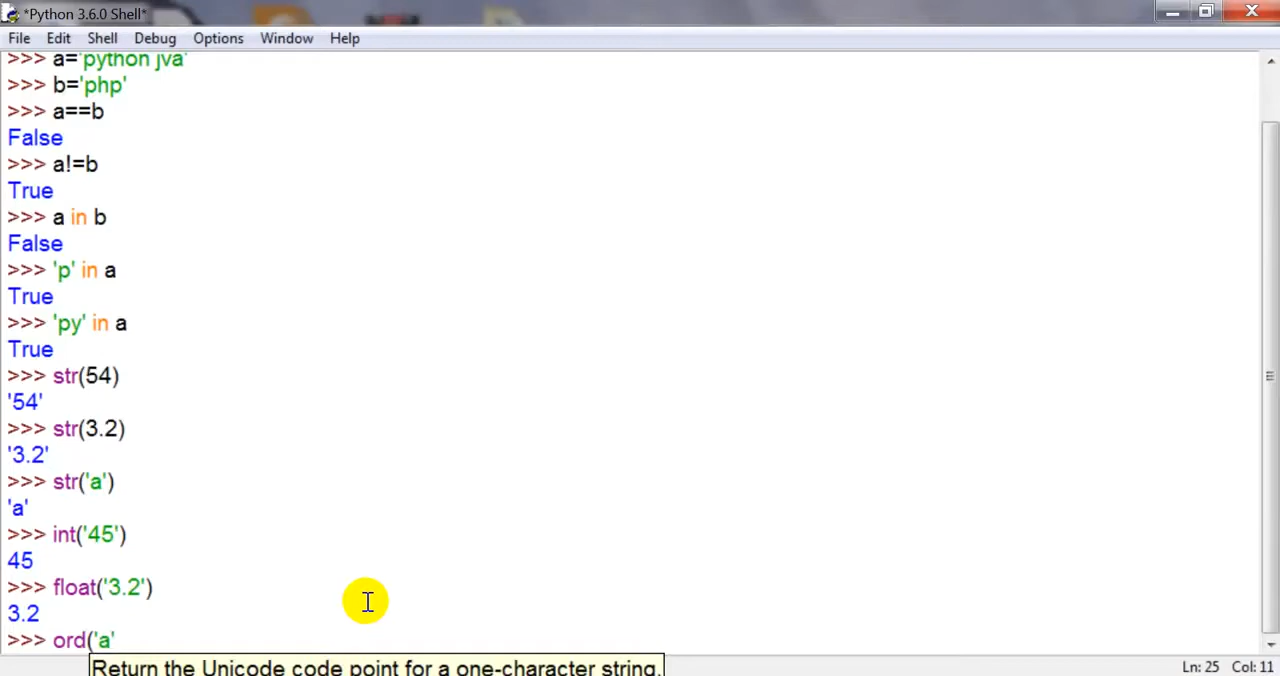 *Python 3.6.0 Shell*
File Edit Shell Debug Options Window Help
>>> a='python jva'
>>> b='php'
>>> a==b
False
>>> a!=b
True
>>> a in b
False
>>> 'p' in a
True
>>> 'py' in a
True
>>> str(54)
'54'
>>> str(3.2)
'3.2'
>>> str('a')
'a'
>>> int('45')
45
>>> float('3.2')
3.2
>>> ord('a'
Return the Unicode code point for a one-character string.
Ln: 25 Col: 11